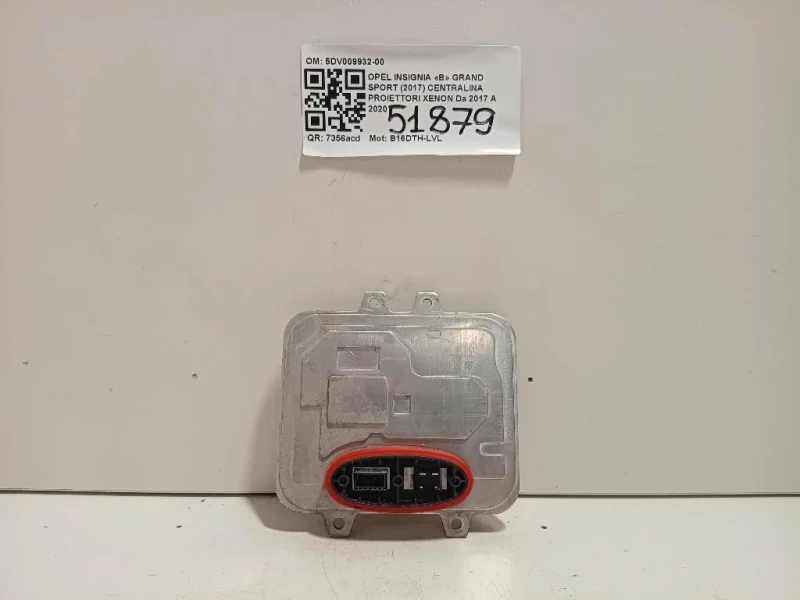 OM: 5DV009932-00
OPEL INSIGNIA «B» GRAND
SPORT (2017) CENTRALINA
PROIETTORI XENON Da 2017 A
2020
51879
QR: 7356acd Mot: B16DTH-LVL